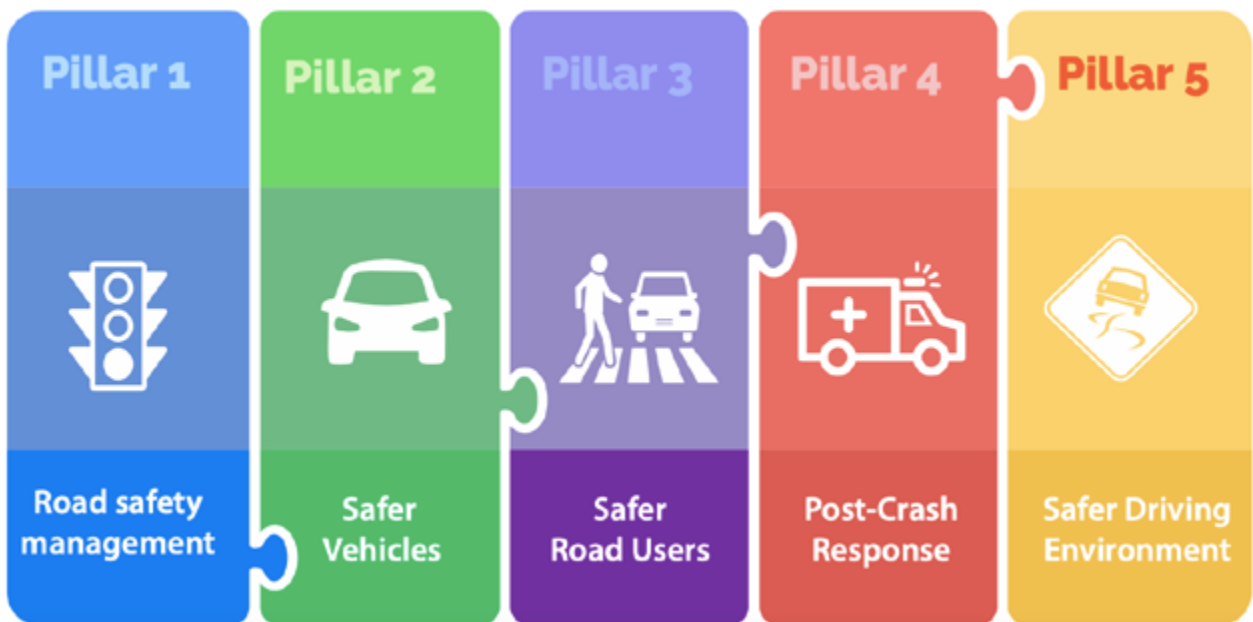 Pillar 1
Pillar 2
Pillar 3
Pillar 4
Pillar 5
Road safety
management
Safer
Vehicles
Safer
Road Users
Post-Crash
Response
Safer Driving
Environment